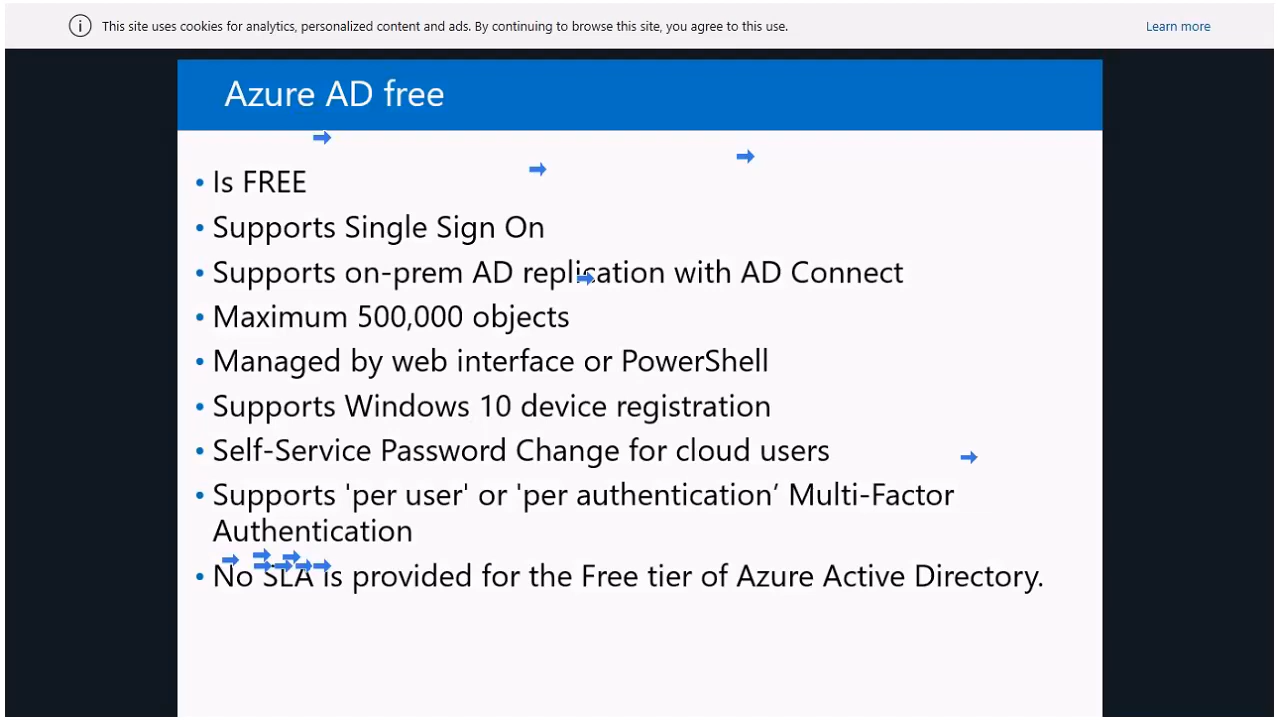 This site uses cookies for analytics, personalized content and ads. By continuing to browse this site, you agree to this use.
Learn more
Azure AD free
• Is FREE
• Supports Single Sign On
• Supports on-prem AD replication with AD Connect
• Maximum 500,000 objects
• Managed by web interface or PowerShell
• Supports Windows 10 device registration
• Self-Service Password Change for cloud users
• Supports 'per user' or 'per authentication’ Multi-Factor
Authentication
• No SLA is provided for the Free tier of Azure Active Directory.